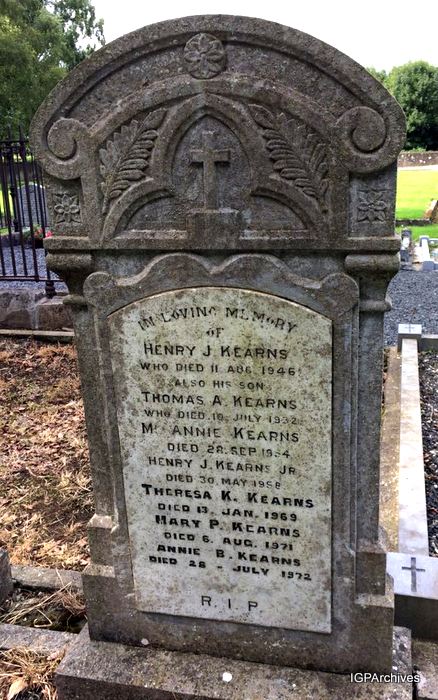 IN LOVING MEMORY
OF
HENRY J. KEARNS
WHO DIED 11 AUG. 1946
ALSO HIS SON
THOMAS A. KEARNS
WHO DIED JULY 1932
ANNIE KEARNS
DIED 28. SEP 1954
HENRY J. KEARNS JR
DIED 30. MAY 1958
THERESA K. KEARNS
DIED 13. JAN. 1969
MARY P. KEARNS
DIED 6. AUG. 1971
ANNIE B. KEARNS
DIED 28 - JULY 1972
R. I. P
IGPArchives